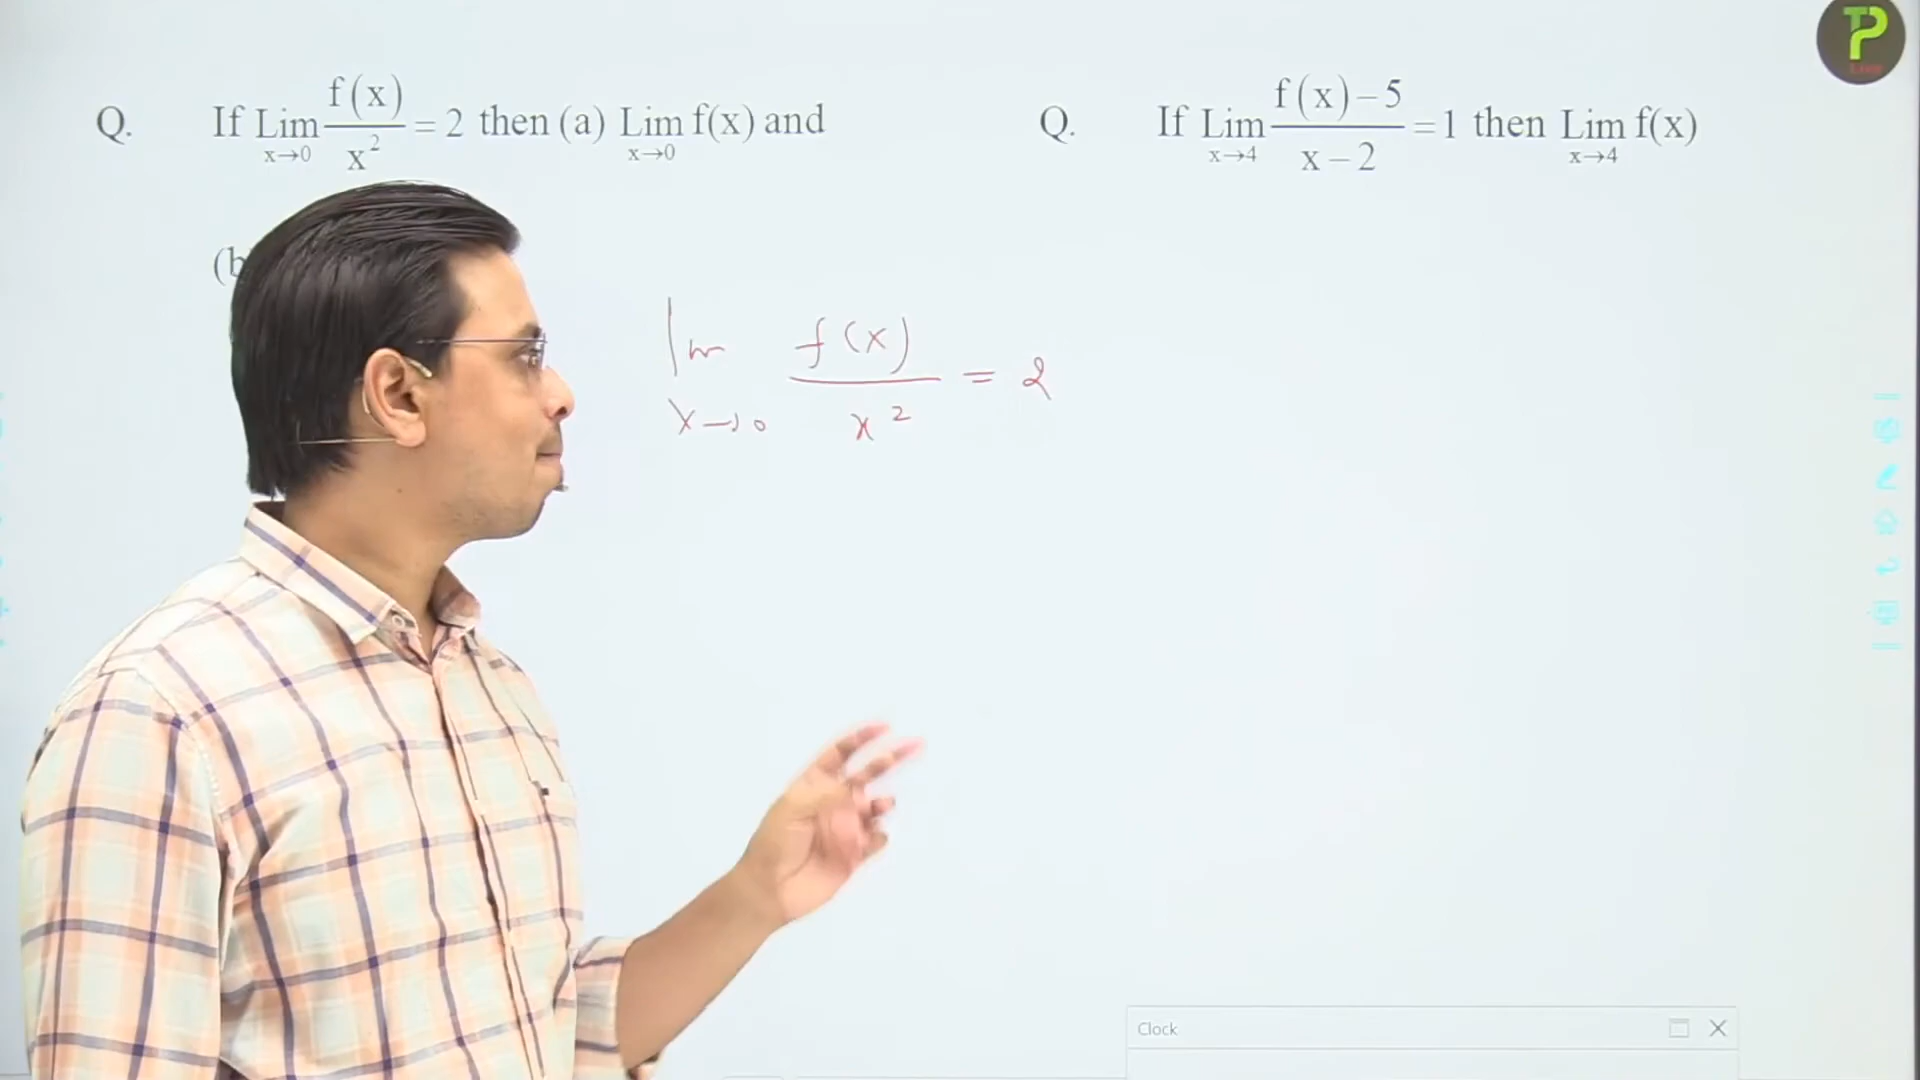 Q. If Lim x→0 f(x)/x² = 2 then (a) Lim x→0 f(x) and
(b
Lim x→0 f(x)/x² = 2
Q. If Lim x→4 f(x)−5/x−2 = 1 then Lim x→4 f(x)
TP
Clock